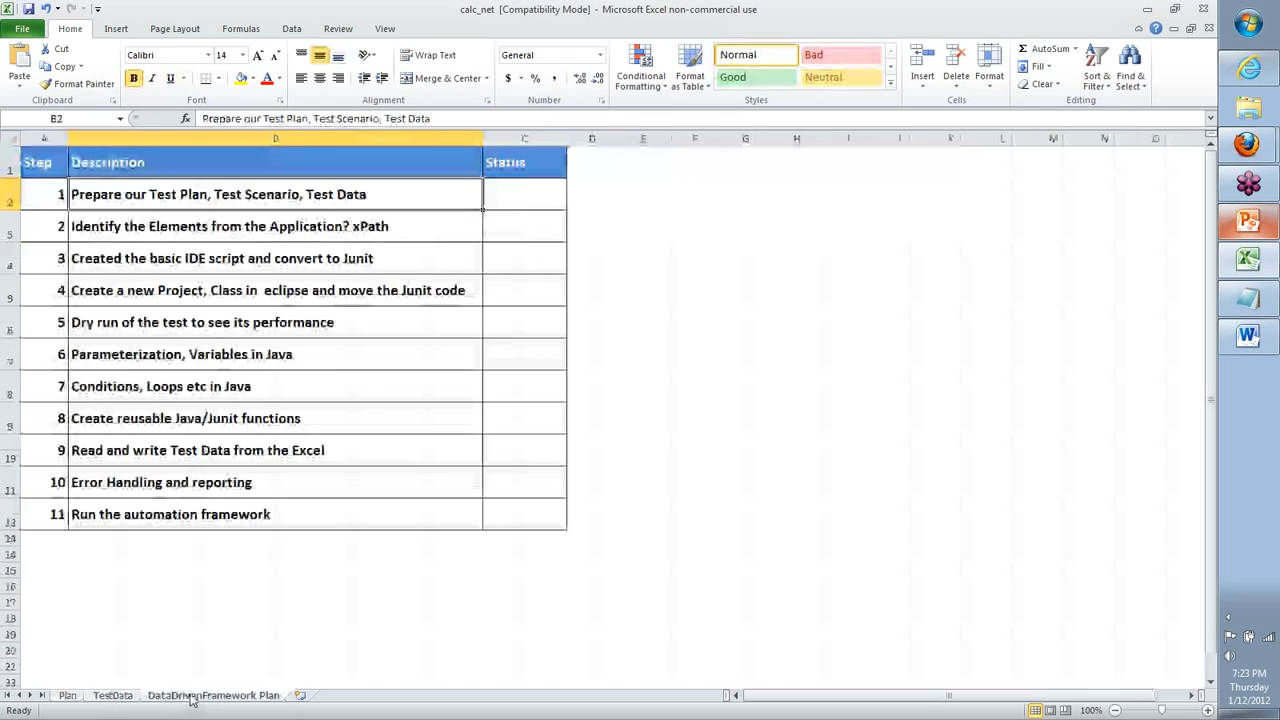 calc_net [Compatibility Mode] - Microsoft Excel non-commercial use
File Home Insert Page Layout Formulas Data Review View
Cut
Copy
Format Painter
Paste
Clipboard
Calibri 14
B I U
Font
Wrap Text
Merge & Center
Alignment
General
$ % ,
Number
Conditional Formatting
Format as Table
Normal Bad
Good Neutral
Styles
Insert Delete Format
Cells
AutoSum
Fill
Clear
Sort & Filter
Find & Select
Editing
B2 fx Prepare our Test Plan, Test Scenario, Test Data
A B C D E F G H I J K L M N O
Step Description Status
1 Prepare our Test Plan, Test Scenario, Test Data
2 Identify the Elements from the Application? xPath
3 Created the basic IDE script and convert to Junit
4 Create a new Project, Class in eclipse and move the Junit code
5 Dry run of the test to see its performance
6 Parameterization, Variables in Java
7 Conditions, Loops etc in Java
8 Create reusable Java/Junit functions
9 Read and write Test Data from the Excel
10 Error Handling and reporting
11 Run the automation framework
Plan TestData DataDrivenFramework Plan
Ready 100%
7:23 PM
Thursday
1/12/2012